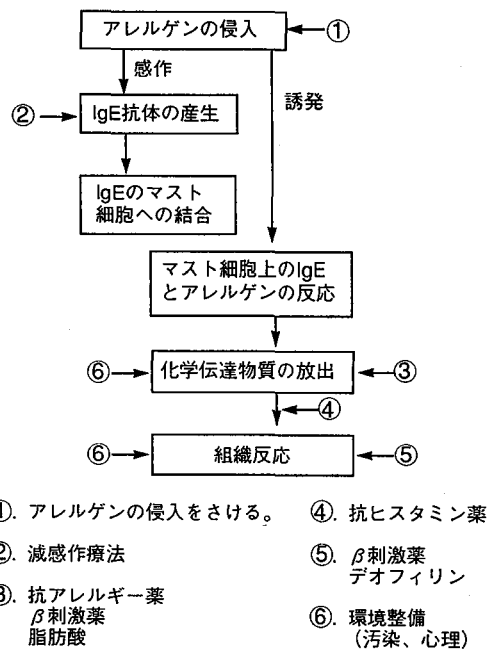 アレルゲンの侵入
①
感作
誘発
②
IgE抗体の産生
IgEのマスト
細胞への結合
マスト細胞上のIgE
とアレルゲンの反応
⑥
化学伝達物質の放出
③
④
⑥
組織反応
⑤
①. アレルゲンの侵入をさける。
②. 減感作療法
③. 抗アレルギー薬
β刺激薬
脂肪酸
④. 抗ヒスタミン薬
⑤. β刺激薬
デオフィリン
⑥. 環境整備
(汚染、心理)